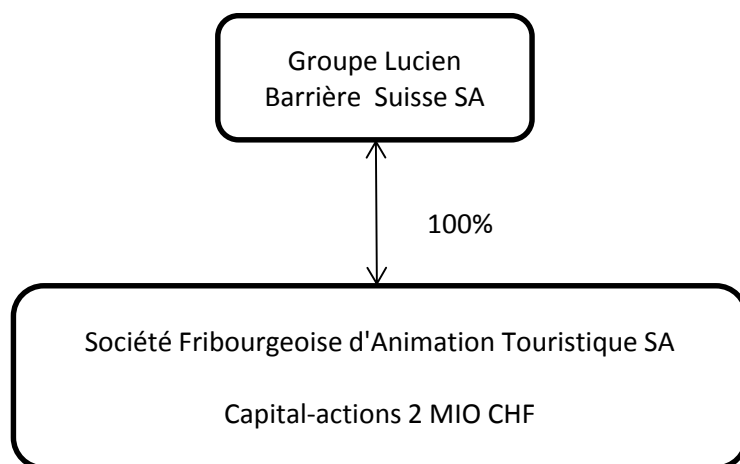 Groupe Lucien
Barrière Suisse SA
100%
Société Fribourgeoise d'Animation Touristique SA
Capital-actions 2 MIO CHF